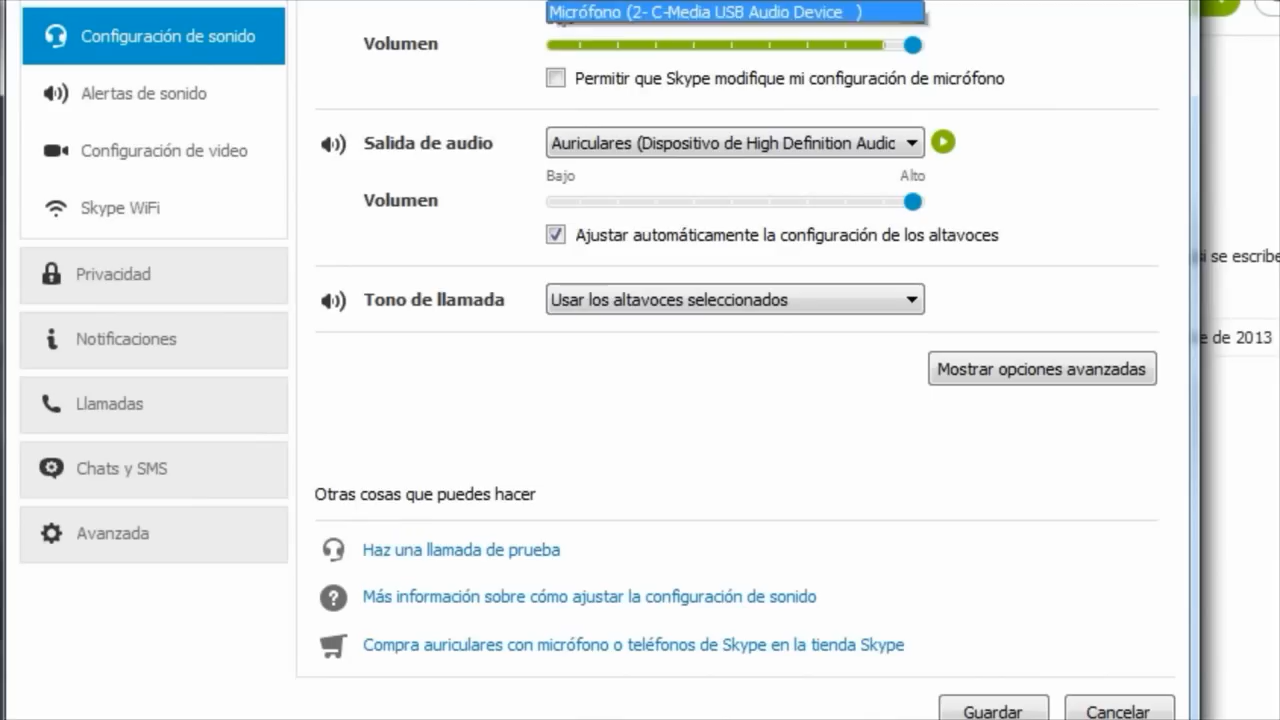 Micrófono (2- C-Media USB Audio Device )
Configuración de sonido
Volumen
Permitir que Skype modifique mi configuración de micrófono
Alertas de sonido
Salida de audio
Auriculares (Dispositivo de High Definition Audic
Configuración de video
Bajo
Alto
Volumen
Skype WiFi
Ajustar automáticamente la configuración de los altavoces
si se escribe
Privacidad
Tono de llamada
Usar los altavoces seleccionados
Notificaciones
e de 2013
Mostrar opciones avanzadas
Llamadas
Chats y SMS
Otras cosas que puedes hacer
Avanzada
Haz una llamada de prueba
Más información sobre cómo ajustar la configuración de sonido
Compra auriculares con micrófono o teléfonos de Skype en la tienda Skype
Guardar
Cancelar